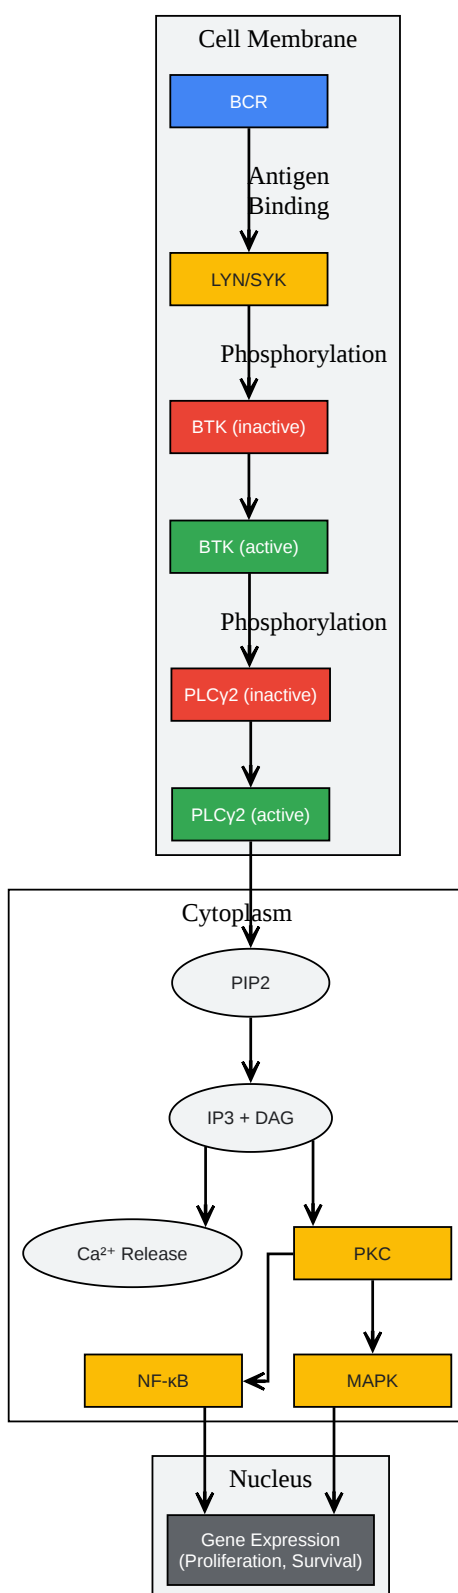 Cell Membrane
BCR
Antigen
Binding
LYN/SYK
Phosphorylation
BTK (inactive)
BTK (active)
Phosphorylation
PLCγ2 (inactive)
PLCγ2 (active)
Cytoplasm
PIP2
IP3 + DAG
Ca²⁺ Release
PKC
NF-κB
MAPK
Nucleus
Gene Expression
(Proliferation, Survival)